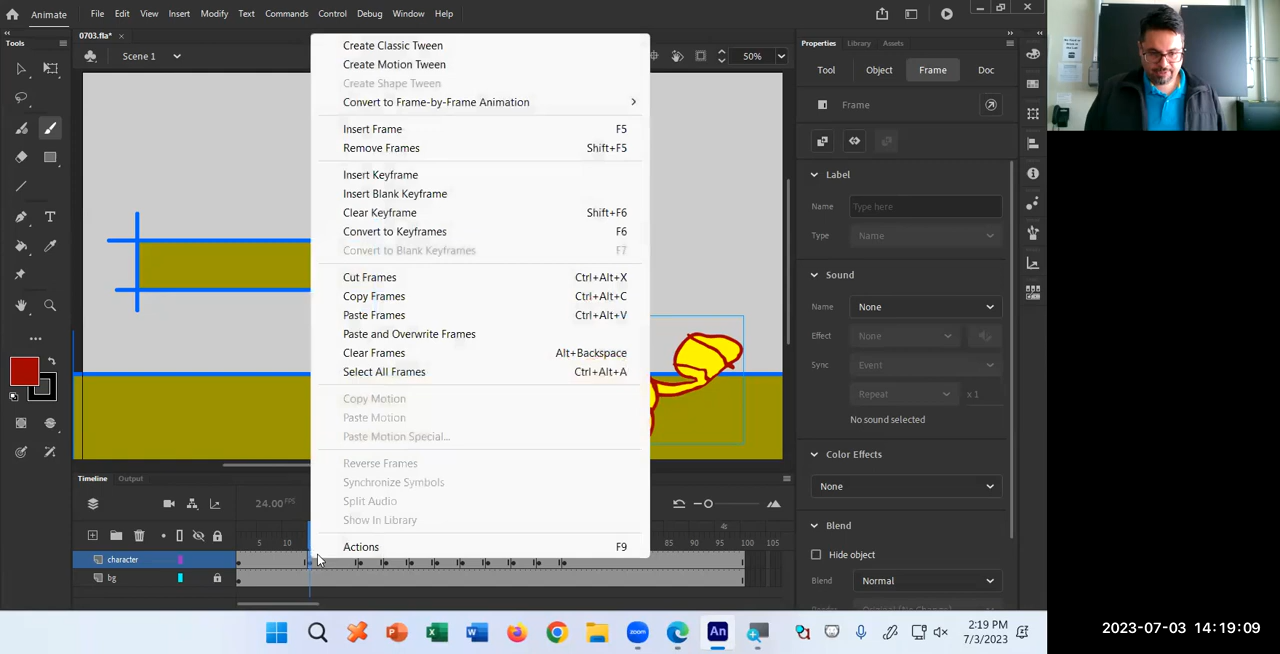 Animate
File Edit View Insert Modify Text Commands Control Debug Window Help
0703.fla*
Tools
Scene 1
50%
Properties Library Assets
Tool Object Frame Doc
Frame
Label
Name Type here
Type Name
Sound
Name None
Effect None
Sync Event
Repeat x 1
No sound selected
Color Effects
None
Blend
Hide object
Blend Normal
Original (No Change)
Create Classic Tween
Create Motion Tween
Create Shape Tween
Convert to Frame-by-Frame Animation
Insert Frame F5
Remove Frames Shift+F5
Insert Keyframe
Insert Blank Keyframe
Clear Keyframe Shift+F6
Convert to Keyframes F6
Convert to Blank Keyframes F7
Cut Frames Ctrl+Alt+X
Copy Frames Ctrl+Alt+C
Paste Frames Ctrl+Alt+V
Paste and Overwrite Frames
Clear Frames Alt+Backspace
Select All Frames Ctrl+Alt+A
Copy Motion
Paste Motion
Paste Motion Special...
Reverse Frames
Synchronize Symbols
Split Audio
Show In Library
Actions F9
Timeline Output
24.00 FPS
4s
5 10 85 90 95 100 105
character
bg
2:19 PM
7/3/2023
2023-07-03 14:19:09